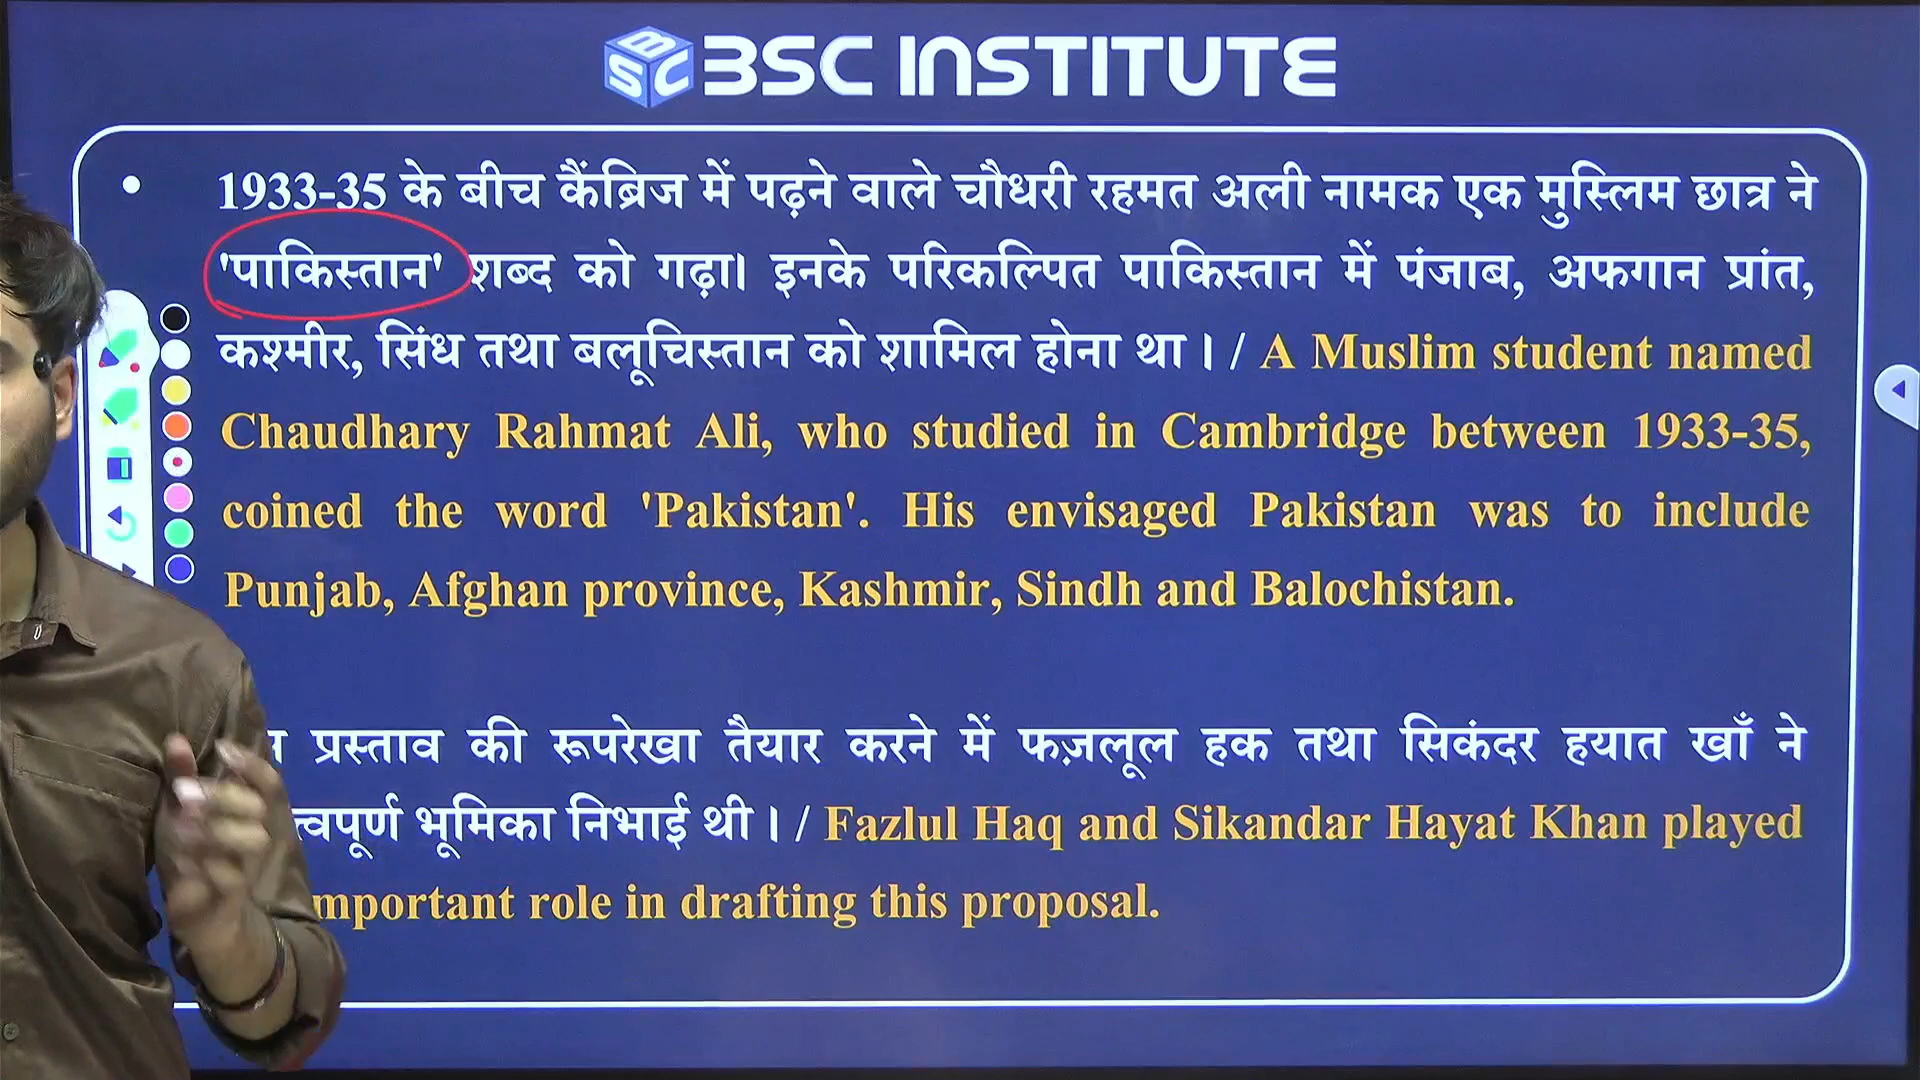 BSC INSTITUTE
1933-35 के बीच कैंब्रिज में पढ़ने वाले चौधरी रहमत अली नामक एक मुस्लिम छात्र ने
'पाकिस्तान' शब्द को गढ़ा। इनके परिकल्पित पाकिस्तान में पंजाब, अफगान प्रांत,
कश्मीर, सिंध तथा बलूचिस्तान को शामिल होना था । / A Muslim student named
Chaudhary Rahmat Ali, who studied in Cambridge between 1933-35,
coined the word 'Pakistan'. His envisaged Pakistan was to include
Punjab, Afghan province, Kashmir, Sindh and Balochistan.
प्रस्ताव की रूपरेखा तैयार करने में फज़लूल हक तथा सिकंदर हयात खाँ ने
त्वपूर्ण भूमिका निभाई थी । / Fazlul Haq and Sikandar Hayat Khan played
mportant role in drafting this proposal.